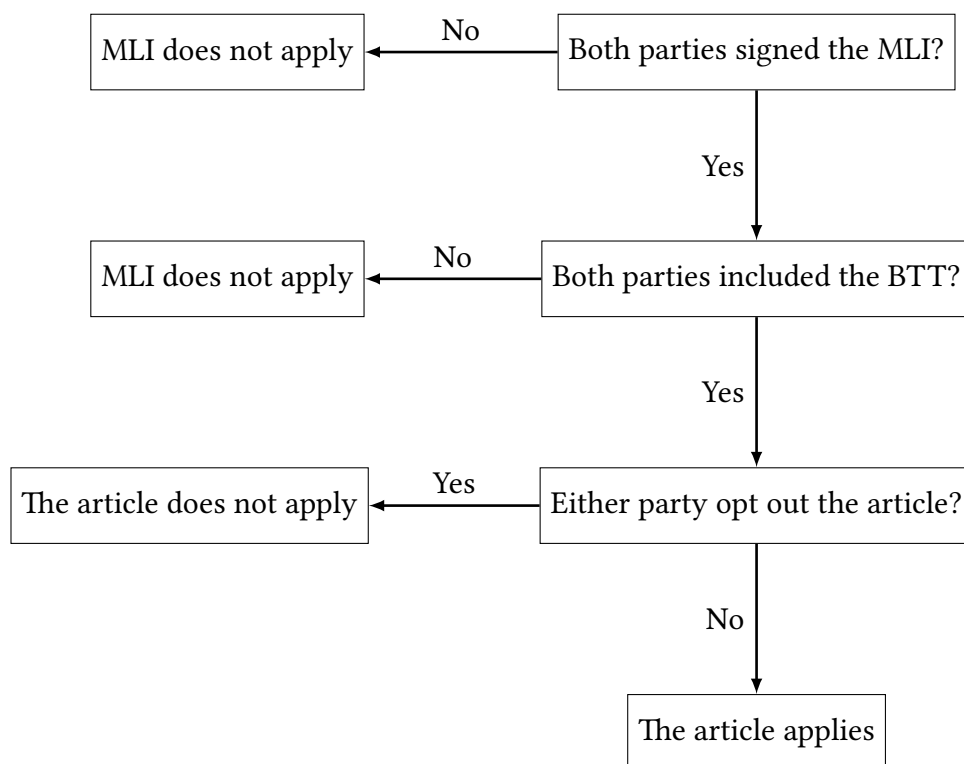 MLI does not apply
No
Both parties signed the MLI?
Yes
MLI does not apply
No
Both parties included the BTT?
Yes
The article does not apply
Yes
Either party opt out the article?
No
The article applies